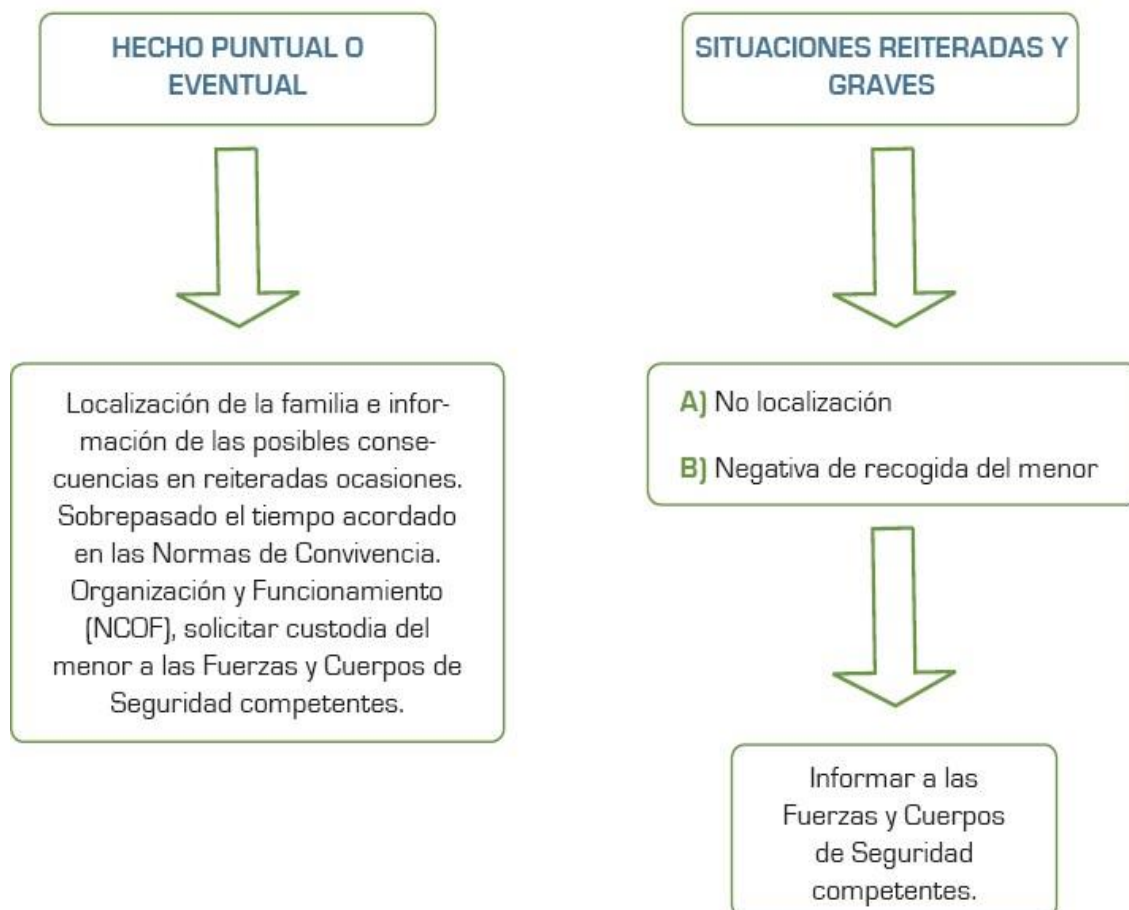 HECHO PUNTUAL O
EVENTUAL
Localización de la familia e infor-
mación de las posibles conse-
cuencias en reiteradas ocasiones.
Sobrepasado el tiempo acordado
en las Normas de Convivencia.
Organización y Funcionamiento
(NCOF), solicitar custodia del
menor a las Fuerzas y Cuerpos de
Seguridad competentes.
SITUACIONES REITERADAS Y
GRAVES
A) No localización
B) Negativa de recogida del menor
Informar a las
Fuerzas y Cuerpos
de Seguridad
competentes.